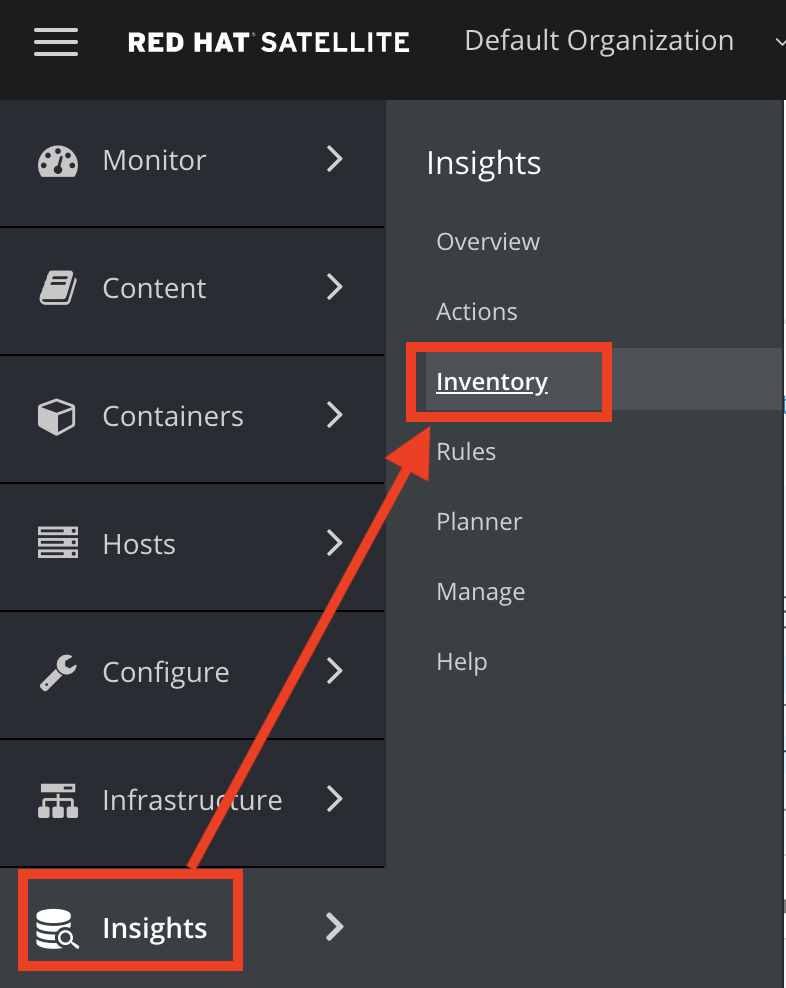 RED HAT® SATELLITE
Default Organization
Monitor
Content
Containers
Hosts
Configure
Infrastructure
Insights
Insights
Overview
Actions
Inventory
Rules
Planner
Manage
Help